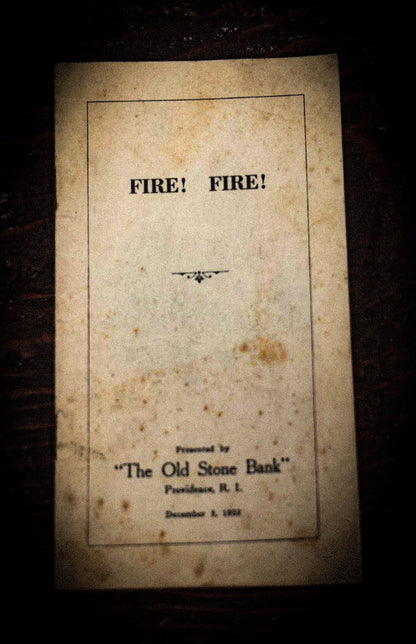 FIRE! FIRE!
Presented by
"The Old Stone Bank"
Providence, R. I.
December